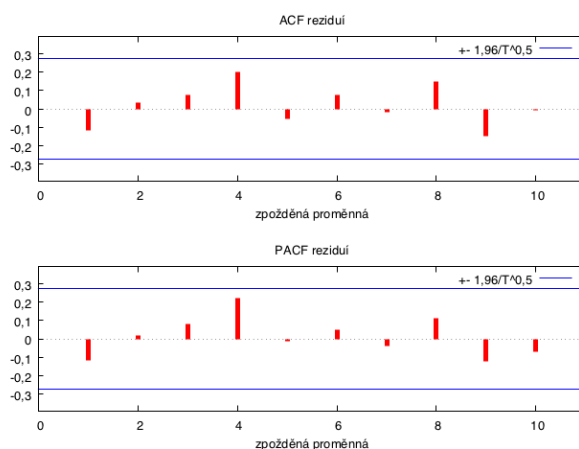 ACF reziduí
+- 1,96/T^0,5
0,3
0,2
0,1
0
-0,1
-0,2
-0,3
0 2 4 6 8 10
zpožděná proměnná
PACF reziduí
+- 1,96/T^0,5
0,3
0,2
0,1
0
-0,1
-0,2
-0,3
0 2 4 6 8 10
zpožděná proměnná